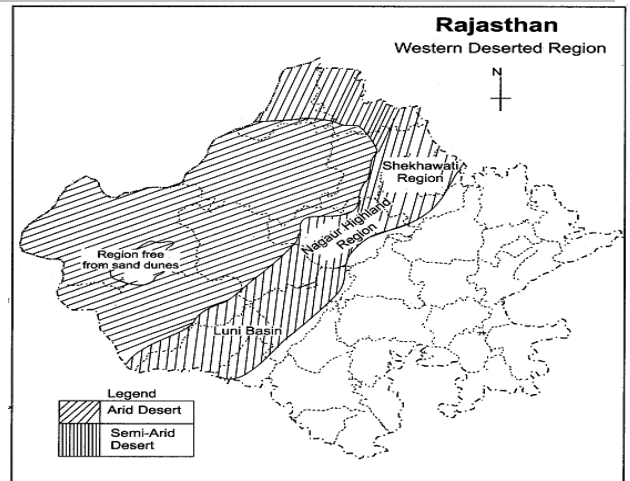 Rajasthan
Western Deserted Region
N
Shekhawati
Region
Nagaur Highland
Region
Region free
from sand dunes
Luni Basin
Legend
Arid Desert
Semi-Arid
Desert